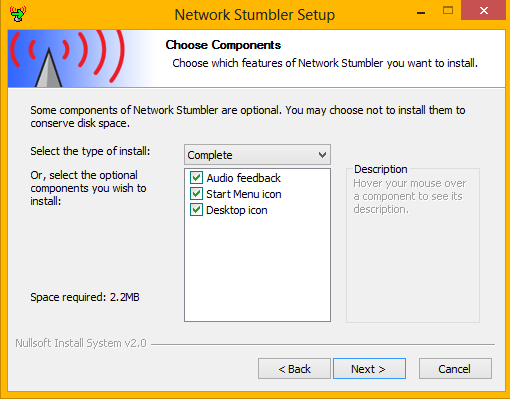 Network Stumbler Setup
Choose Components
Choose which features of Network Stumbler you want to install.
Some components of Network Stumbler are optional. You may choose not to install them to
conserve disk space.
Select the type of install:
Complete
Or, select the optional
components you wish to
install:
Audio feedback
Start Menu icon
Desktop icon
Description
Hover your mouse over
a component to see its
description.
Space required: 2.2MB
Nullsoft Install System v2.0
< Back
Next >
Cancel